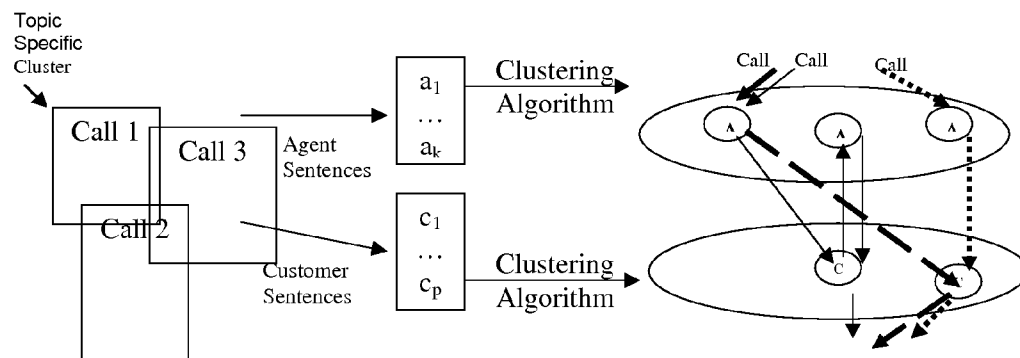 Topic
Specific
Cluster
Call 1
Call 3
Call 2
Agent
Sentences
Customer
Sentences
a1
...
ak
c1
...
cp
Clustering
Algorithm
Clustering
Algorithm
Call
Call
Call
A
A
A
C